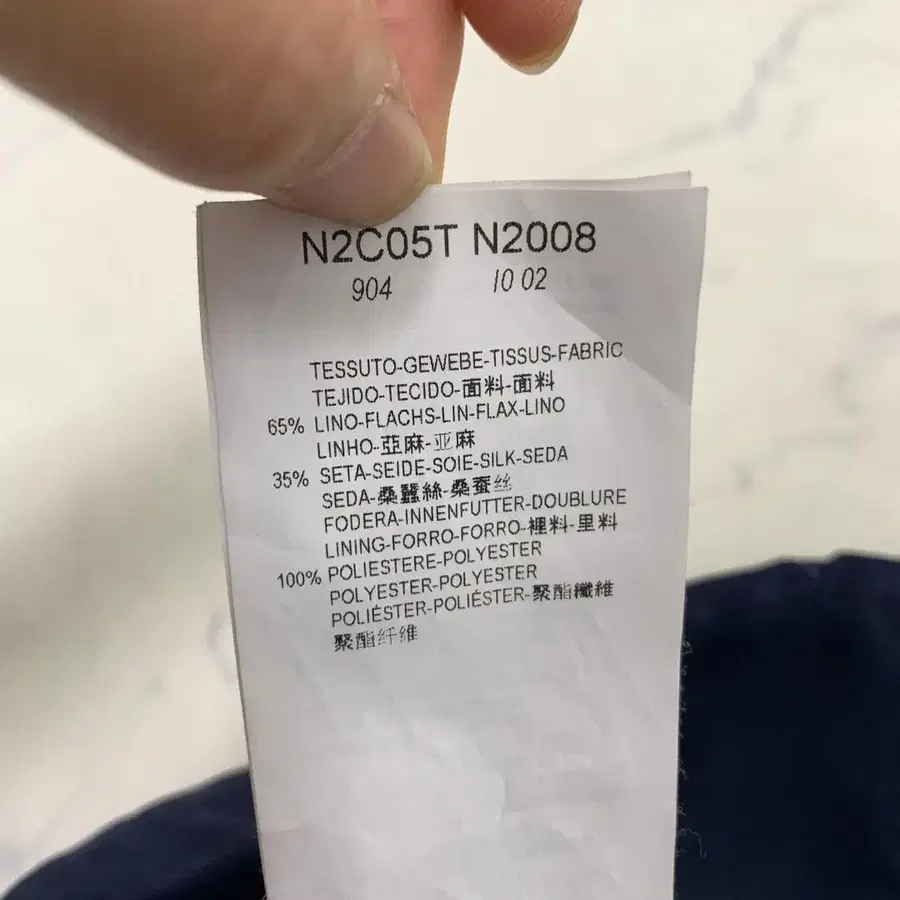 N2C05T N2008
904 IO 02
TESSUTO-GEWEBE-TISSUS-FABRIC
TEJIDO-TECIDO-面料-面料
65% LINO-FLACHS-LIN-FLAX-LINO
LINHO-亞麻-亚麻
35% SETA-SEIDE-SOIE-SILK-SEDA
SEDA-桑蠶絲-桑蚕丝
FODERA-INNENFUTTER-DOUBLURE
LINING-FORRO-FORRO-裡料-里料
100% POLIESTERE-POLYESTER
POLYESTER-POLYESTER
POLIÉSTER-POLIÉSTER-聚酯纖維
聚酯纤维